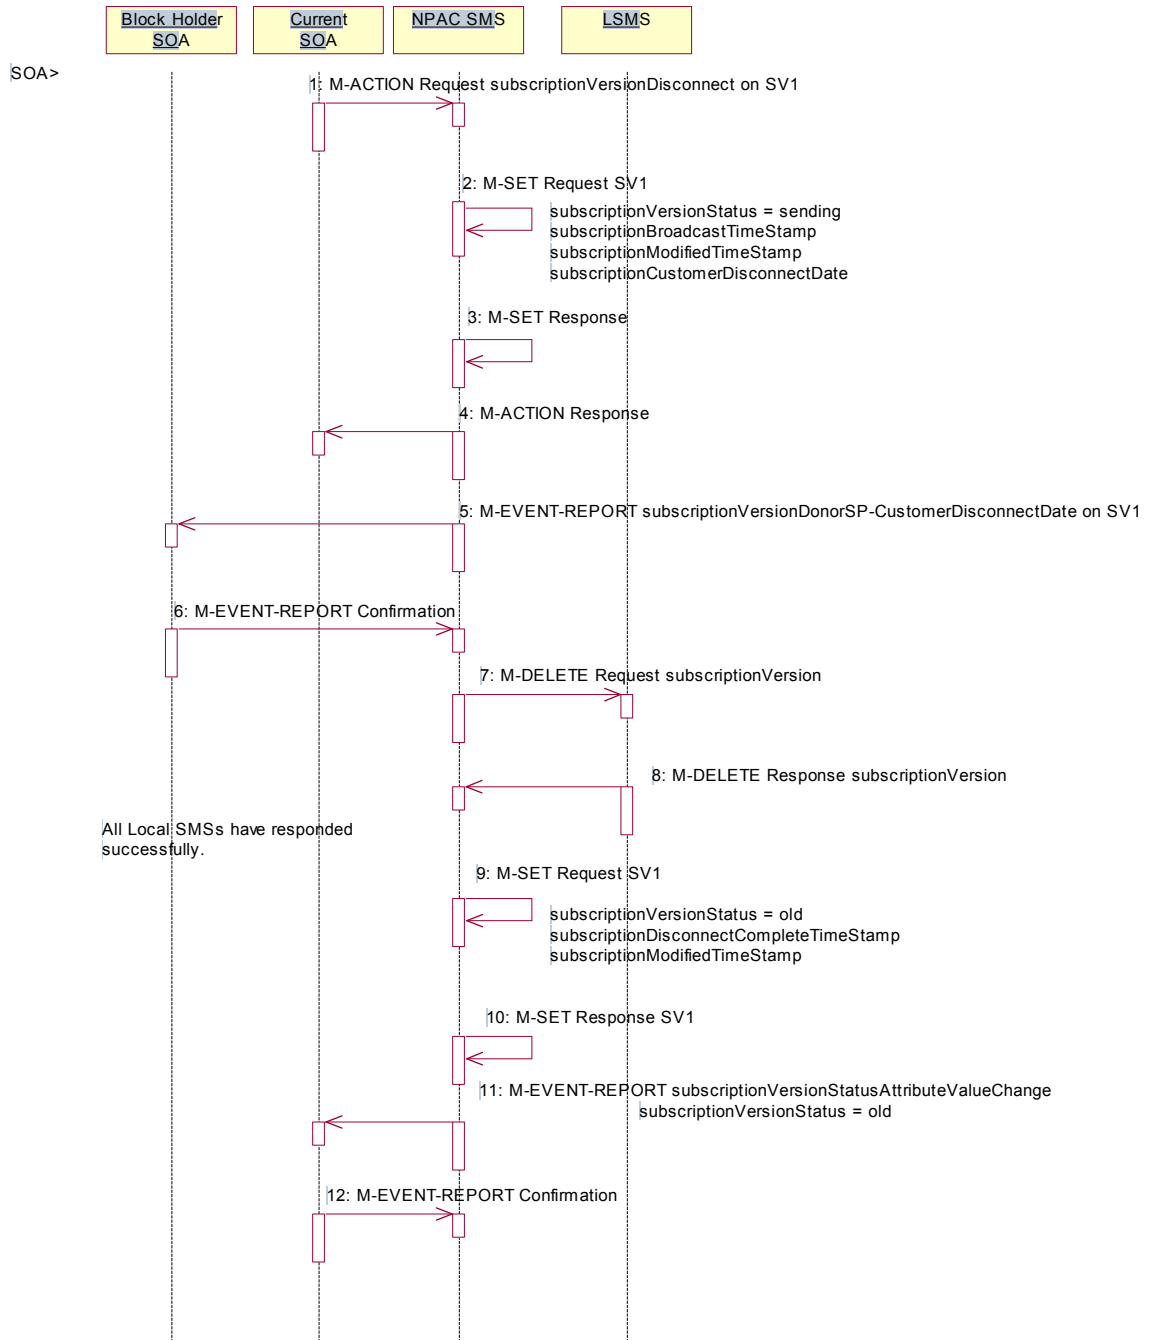 Block Holder
SOA
Current
SOA
NPAC SMS
LSMS
SOA>
1: M-ACTION Request subscriptionVersionDisconnect on SV1
2: M-SET Request SV1
subscriptionVersionStatus = sending
subscriptionBroadcastTimeStamp
subscriptionModifiedTimeStamp
subscriptionCustomerDisconnectDate
3: M-SET Response
4: M-ACTION Response
5: M-EVENT-REPORT subscriptionVersionDonorSP-CustomerDisconnectDate on SV1
6: M-EVENT-REPORT Confirmation
7: M-DELETE Request subscriptionVersion
8: M-DELETE Response subscriptionVersion
All Local SMSs have responded
successfully.
9: M-SET Request SV1
subscriptionVersionStatus = old
subscriptionDisconnectCompleteTimeStamp
subscriptionModifiedTimeStamp
10: M-SET Response SV1
11: M-EVENT-REPORT subscriptionVersionStatusAttributeValueChange
subscriptionVersionStatus = old
12: M-EVENT-REPORT Confirmation